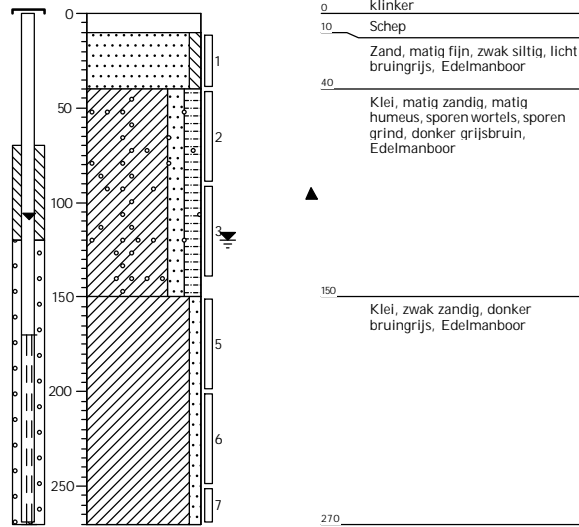 0
50
100
150
200
250
1
2
3
5
6
7
0
klinker
10
Schep
Zand, matig fijn, zwak siltig, licht
bruingrijs, Edelmanboor
40
Klei, matig zandig, matig
humeus, sporen wortels, sporen
grind, donker grijsbruin,
Edelmanboor
150
Klei, zwak zandig, donker
bruingrijs, Edelmanboor
270